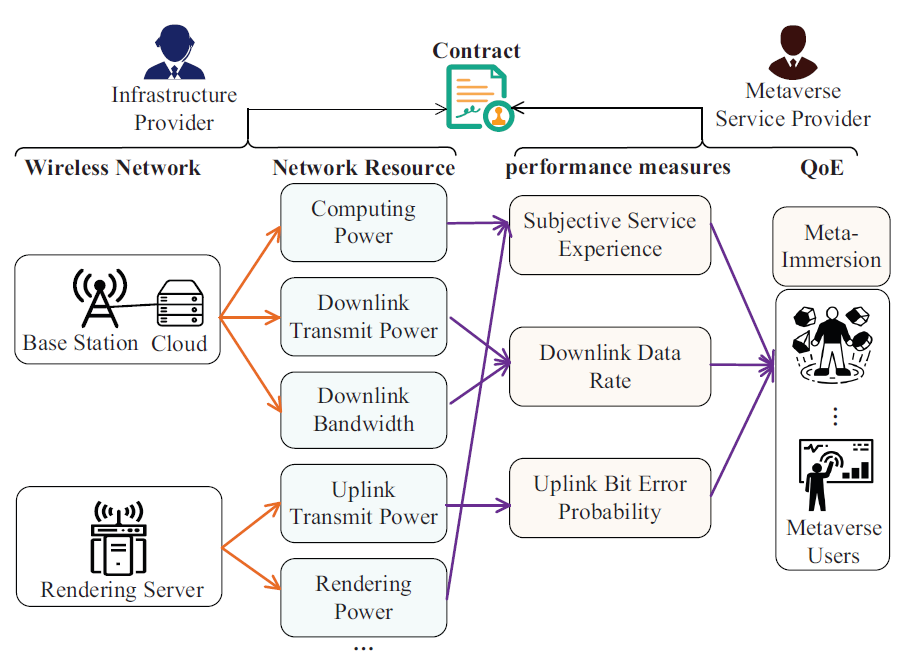 Contract
Infrastructure
Provider
Metaverse
Service Provider
Wireless Network
Network Resource
performance measures
QoE
Computing
Power
Subjective Service
Experience
Meta-
Immersion
Base Station
Cloud
Downlink
Transmit Power
Downlink Data
Rate
Downlink
Bandwidth
...
Uplink
Transmit Power
Uplink Bit Error
Probability
Metaverse
Users
Rendering Server
Rendering
Power
...